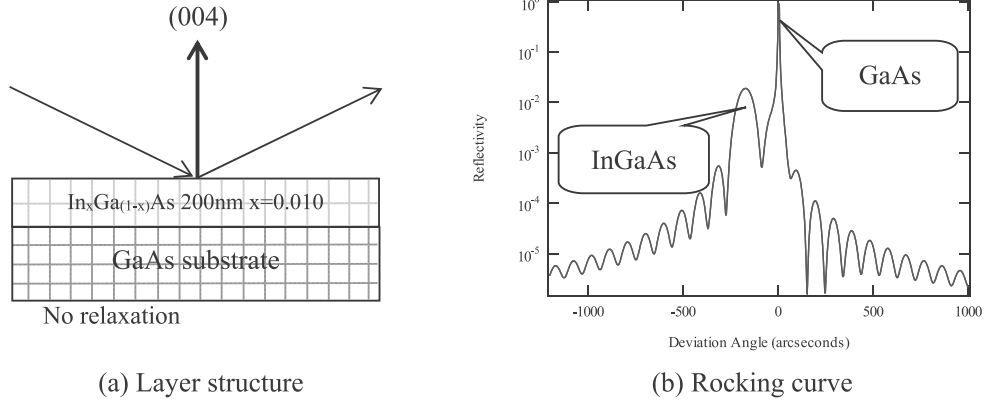 (004)
InₓGa₍₁₋ₓ₎As 200nm x=0.010
GaAs substrate
No relaxation
(a) Layer structure
10⁰
10⁻¹
10⁻²
10⁻³
10⁻⁴
10⁻⁵
Reflectivity
GaAs
InGaAs
-1000 -500 0 500 1000
Deviation Angle (arcseconds)
(b) Rocking curve